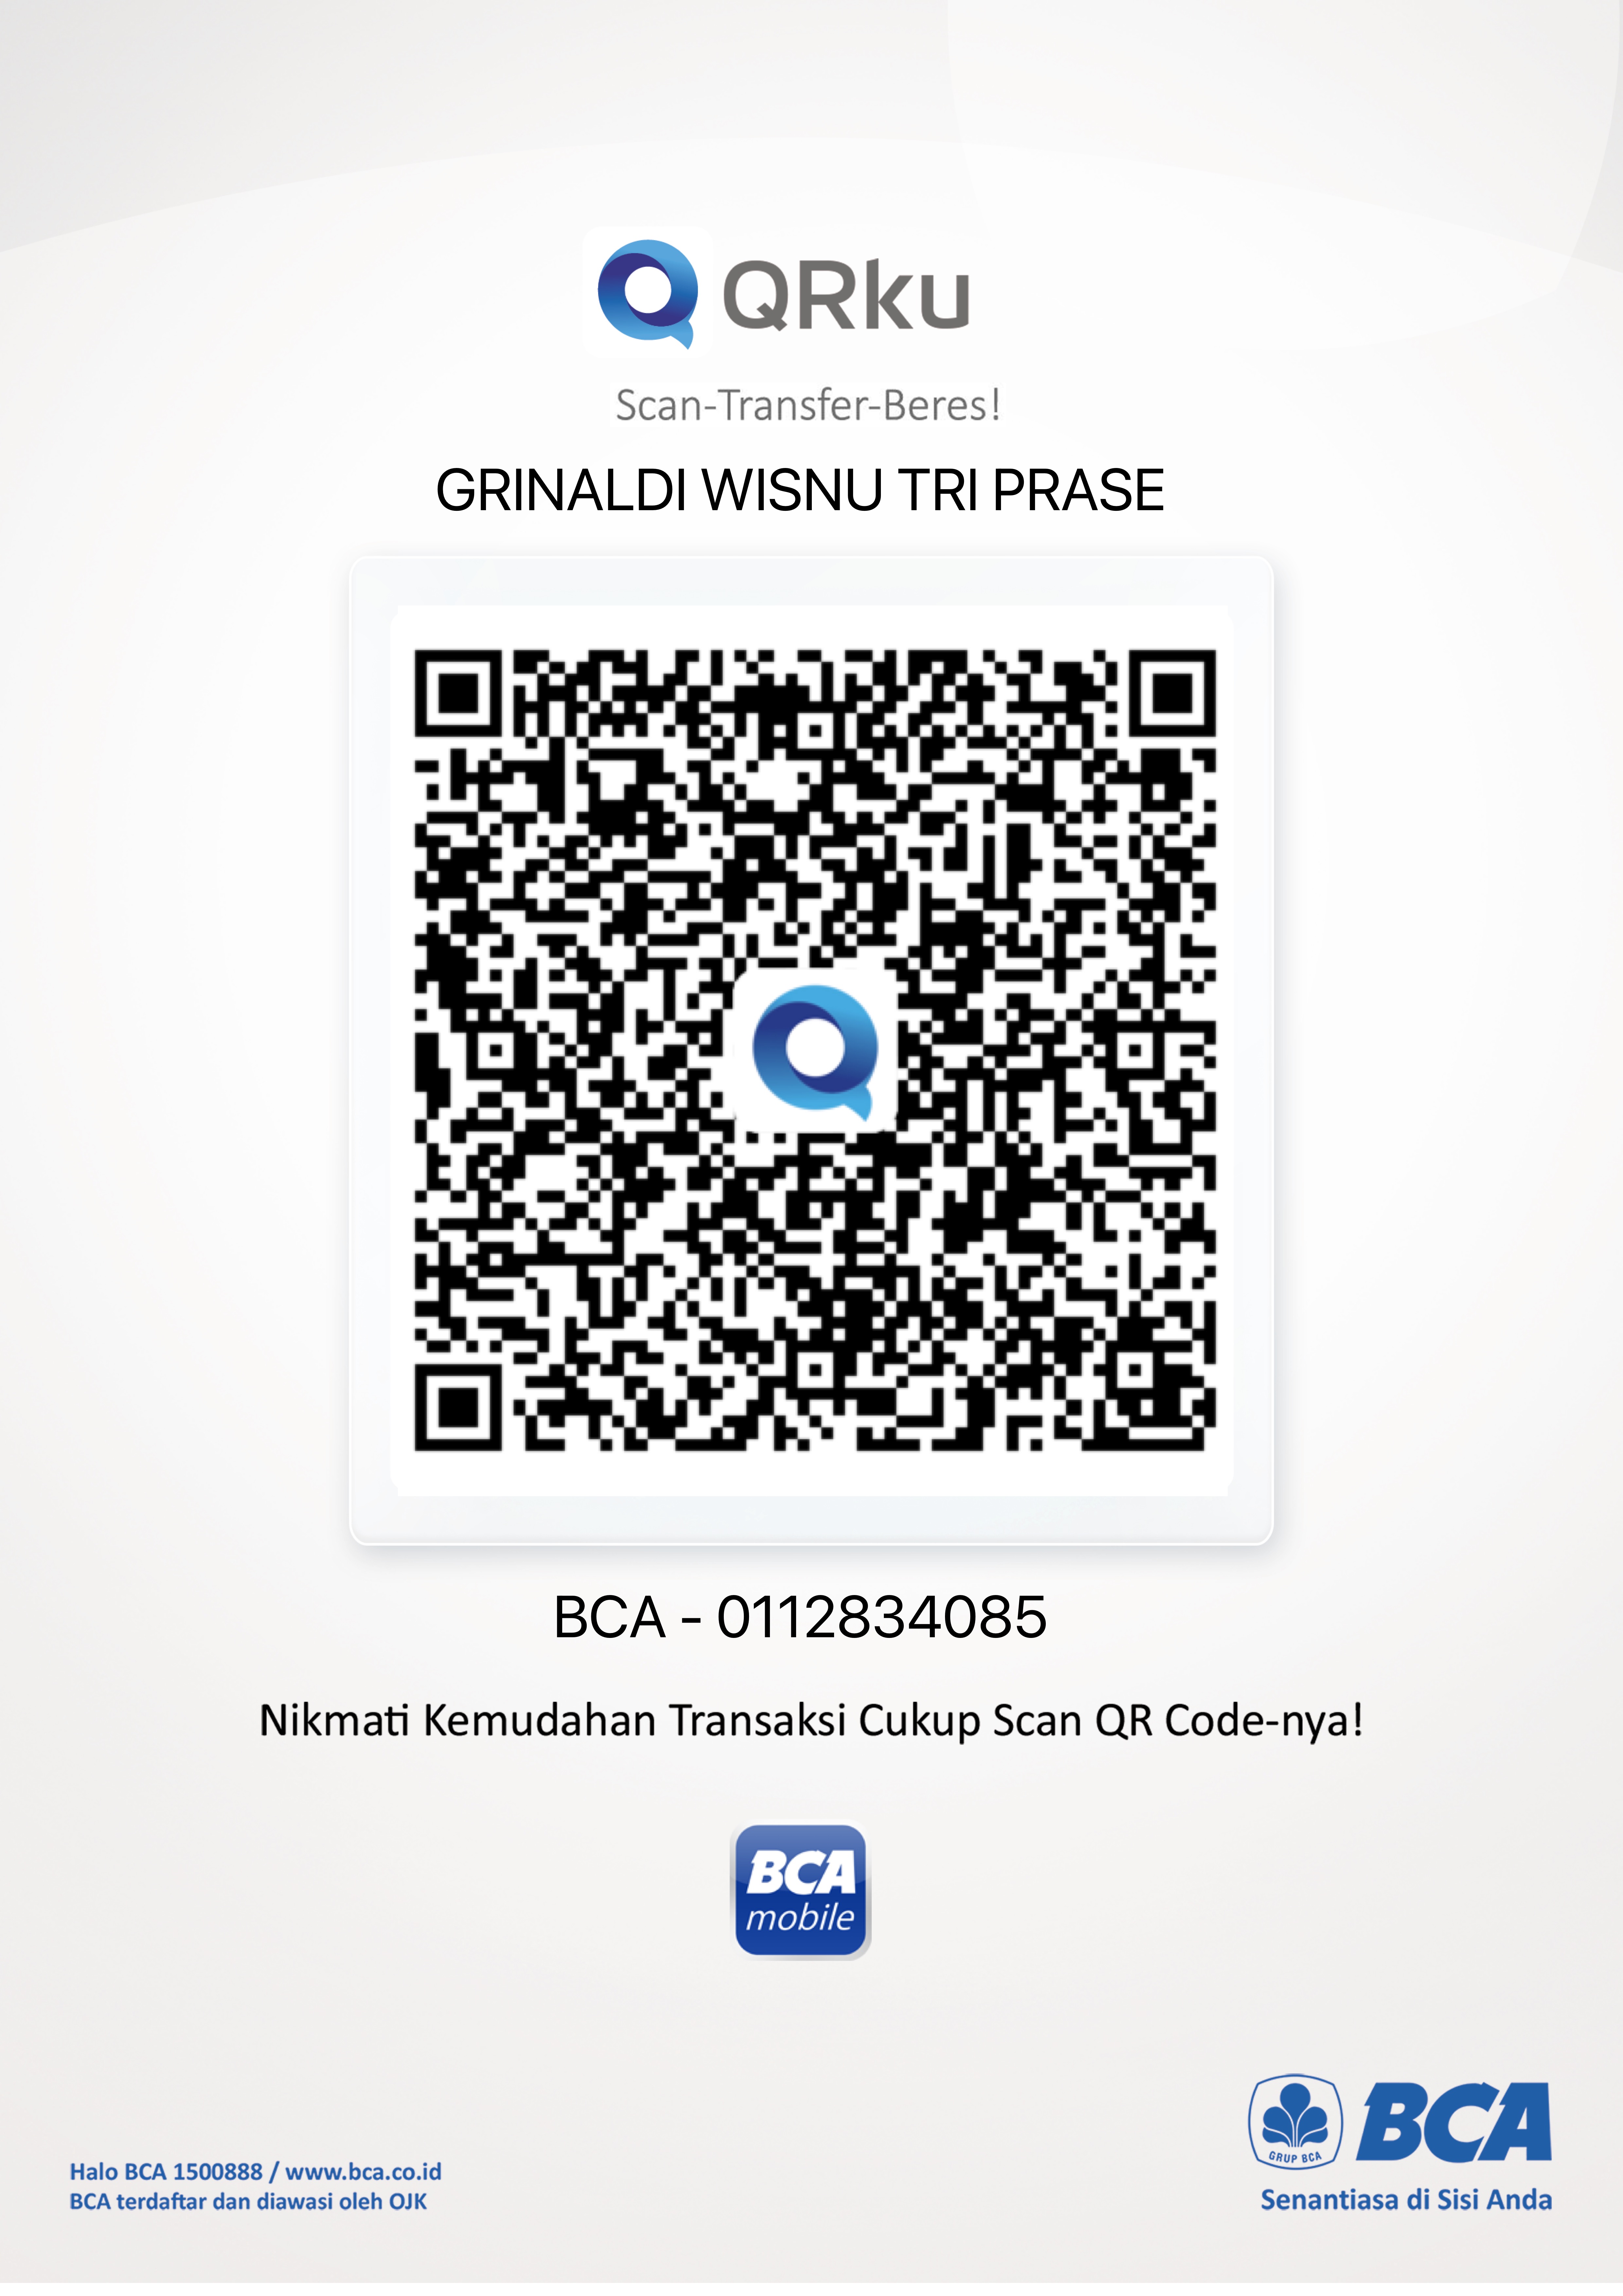 QRku
Scan-Transfer-Beres!
GRINALDI WISNU TRI PRASE
BCA - 0112834085
Nikmati Kemudahan Transaksi Cukup Scan QR Code-nya!
BCA
mobile
GRUP BCA
BCA
Senantiasa di Sisi Anda
Halo BCA 1500888 / www.bca.co.id
BCA terdaftar dan diawasi oleh OJK